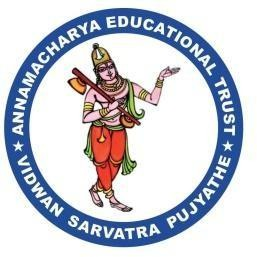 ANNAMACHARYA EDUCATIONAL TRUST
VIDWAN SARVATRA PUJYATHE